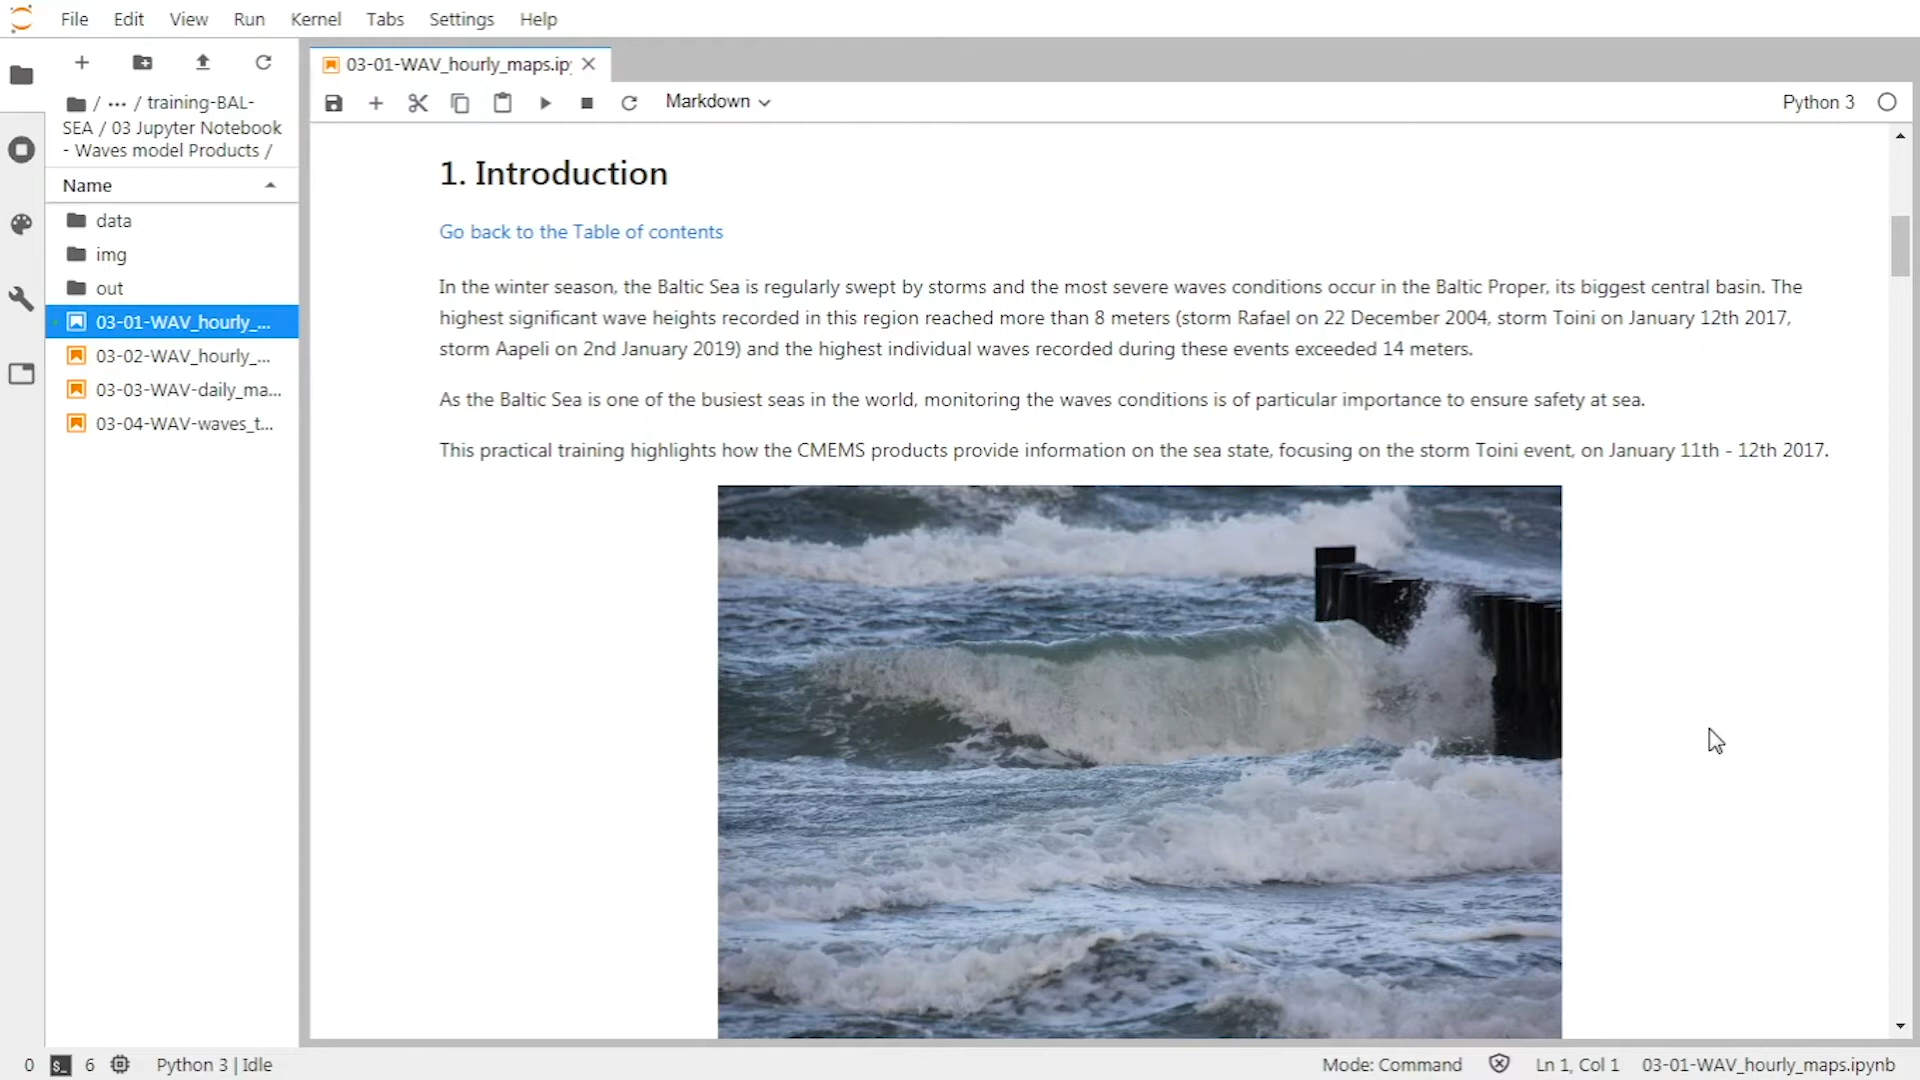 File Edit View Run Kernel Tabs Settings Help
/ ··· / training-BAL-
SEA / 03 Jupyter Notebook
- Waves model Products /
Name
data
img
out
03-01-WAV_hourly_...
03-02-WAV_hourly_...
03-03-WAV-daily_ma...
03-04-WAV-waves_t...
03-01-WAV_hourly_maps.ip
Markdown
Python 3
1. Introduction
Go back to the Table of contents
In the winter season, the Baltic Sea is regularly swept by storms and the most severe waves conditions occur in the Baltic Proper, its biggest central basin. The
highest significant wave heights recorded in this region reached more than 8 meters (storm Rafael on 22 December 2004, storm Toini on January 12th 2017,
storm Aapeli on 2nd January 2019) and the highest individual waves recorded during these events exceeded 14 meters.
As the Baltic Sea is one of the busiest seas in the world, monitoring the waves conditions is of particular importance to ensure safety at sea.
This practical training highlights how the CMEMS products provide information on the sea state, focusing on the storm Toini event, on January 11th - 12th 2017.
0 $_ 6 Python 3 | Idle
Mode: Command Ln 1, Col 1 03-01-WAV_hourly_maps.ipynb